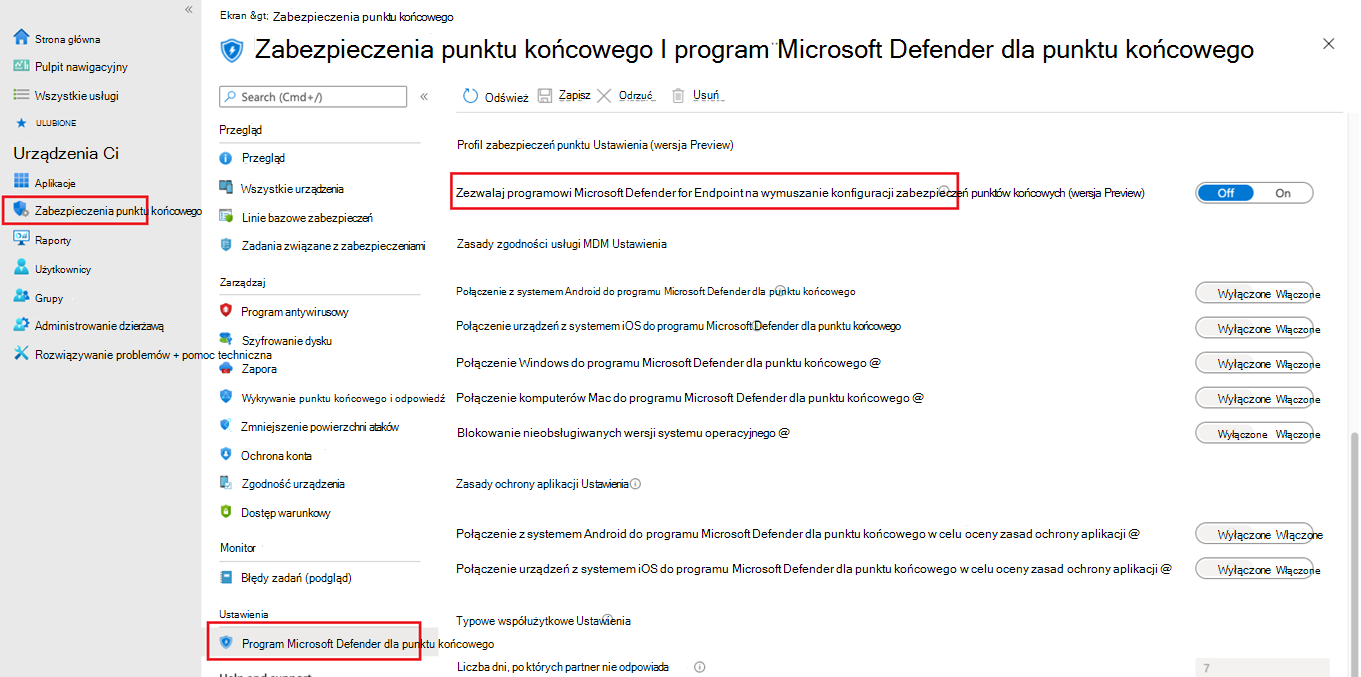 Ekran &gt; Zabezpieczenia punktu końcowego
Zabezpieczenia punktu końcowego I program Microsoft Defender dla punktu końcowego
Strona główna
Pulpit nawigacyjny
Wszystkie usługi
ULUBIONE
Urządzenia Ci
Aplikacje
Zabezpieczenia punktu końcowego
Raporty
Użytkownicy
Grupy
Administrowanie dzierżawą
Rozwiązywanie problemów + pomoc techniczna
Search (Cmd+/)
Przegląd
Przegląd
Wszystkie urządzenia
Linie bazowe zabezpieczeń
Zadania związane z zabezpieczeniami
Zarządzaj
Program antywirusowy
Szyfrowanie dysku
Zapora
Wykrywanie punktu końcowego i odpowiedź
Zmniejszenie powierzchni ataków
Ochrona konta
Zgodność urządzenia
Dostęp warunkowy
Monitor
Błędy zadań (podgląd)
Ustawienia
Program Microsoft Defender dla punktu końcowego
Help and support
Odśwież Zapisz Odrzuć Usuń
Profil zabezpieczeń punktu Ustawienia (wersja Preview)
Zezwalaj programowi Microsoft Defender for Endpoint na wymuszanie konfiguracji zabezpieczeń punktów końcowych (wersja Preview) Off On
Zasady zgodności usługi MDM Ustawienia
Połączenie z systemem Android do programu Microsoft Defender dla punktu końcowego Wyłączone Włączone
Połączenie urządzeń z systemem iOS do programu Microsoft Defender dla punktu końcowego Wyłączone Włączone
Połączenie Windows do programu Microsoft Defender dla punktu końcowego @ Wyłączone Włączone
Połączenie komputerów Mac do programu Microsoft Defender dla punktu końcowego @ Wyłączone Włączone
Blokowanie nieobsługiwanych wersji systemu operacyjnego @ Wyłączone Włączone
Zasady ochrony aplikacji Ustawienia
Połączenie z systemem Android do programu Microsoft Defender dla punktu końcowego w celu oceny zasad ochrony aplikacji @ Wyłączone Włączone
Połączenie urządzeń z systemem iOS do programu Microsoft Defender dla punktu końcowego w celu oceny zasad ochrony aplikacji @ Wyłączone Włączone
Typowe współużytkowe Ustawienia
Liczba dni, po których partner nie odpowiada 7